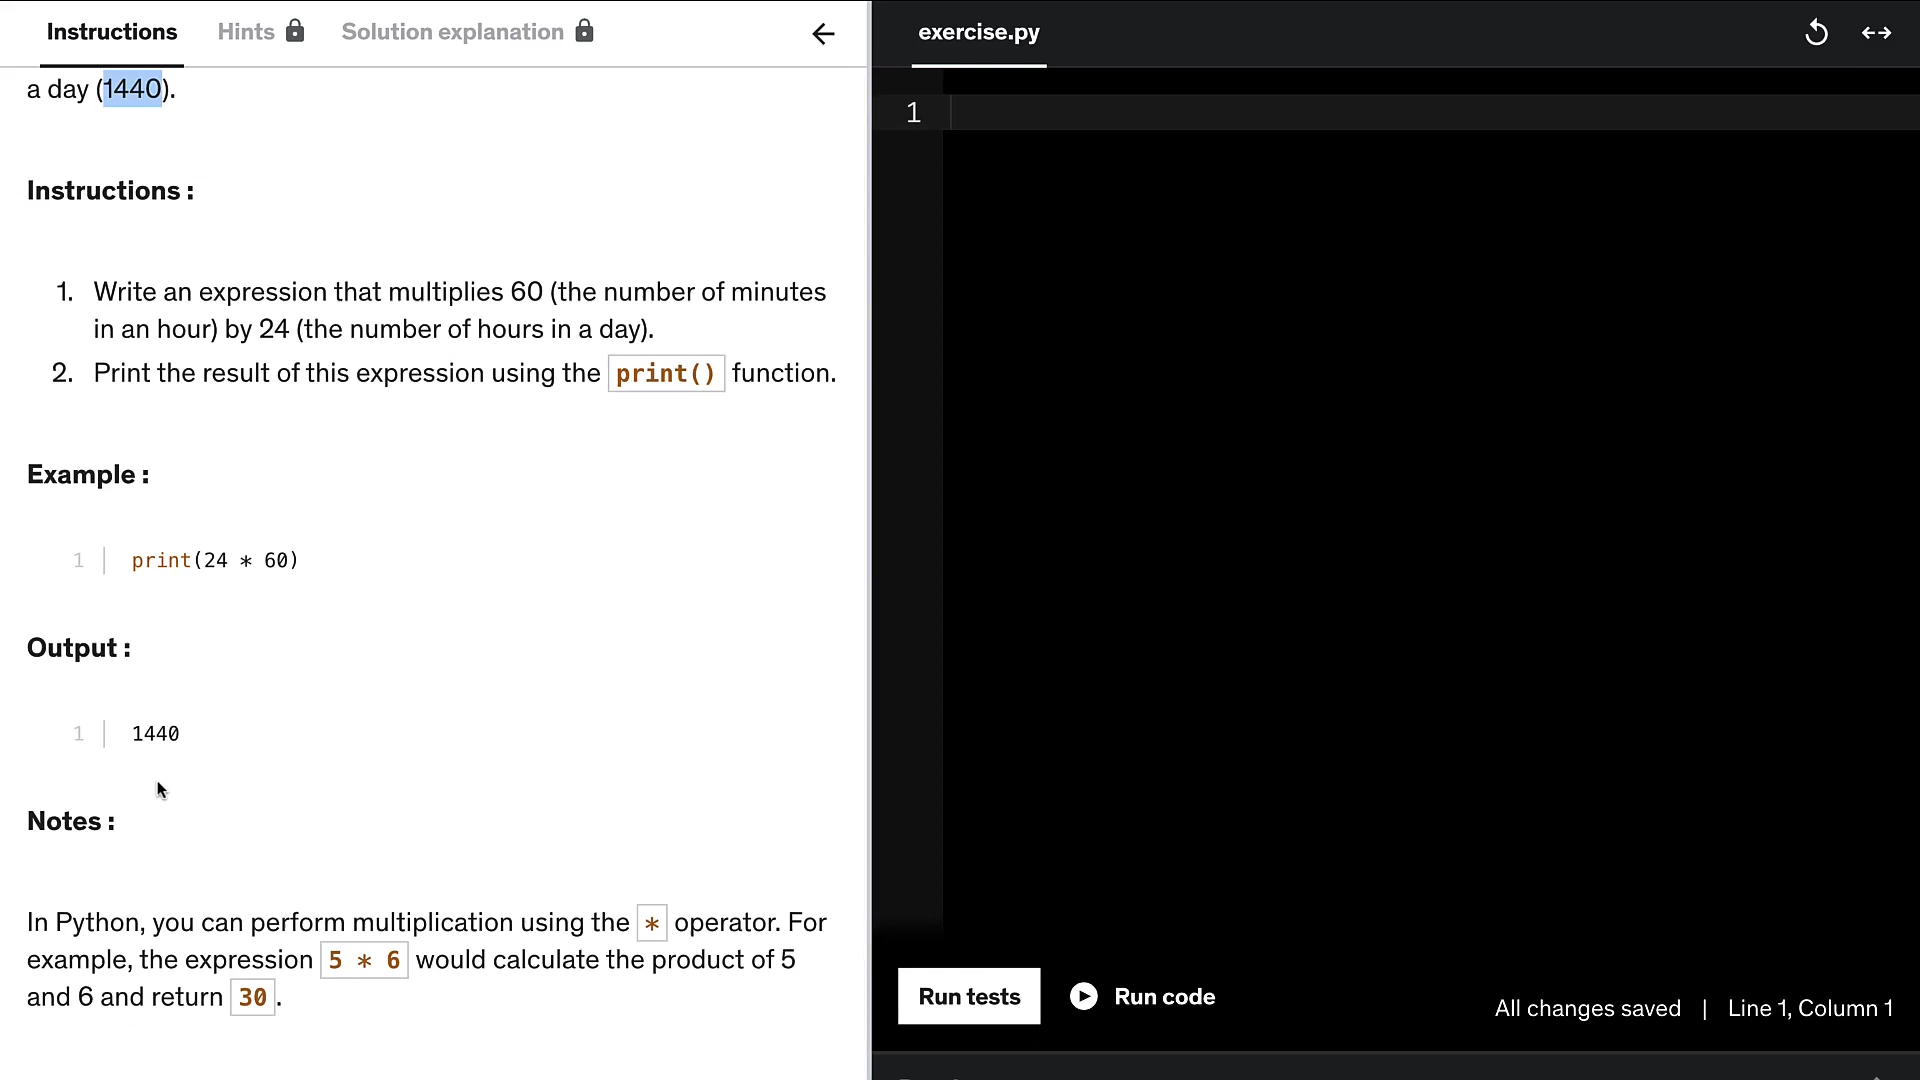 Instructions Hints Solution explanation
exercise.py
a day (1440).
Instructions :
1. Write an expression that multiplies 60 (the number of minutes
in an hour) by 24 (the number of hours in a day).
2. Print the result of this expression using the print() function.
Example :
1 print(24 * 60)
Output :
1 1440
Notes :
In Python, you can perform multiplication using the * operator. For
example, the expression 5 * 6 would calculate the product of 5
and 6 and return 30.
1
Run tests Run code All changes saved | Line 1, Column 1